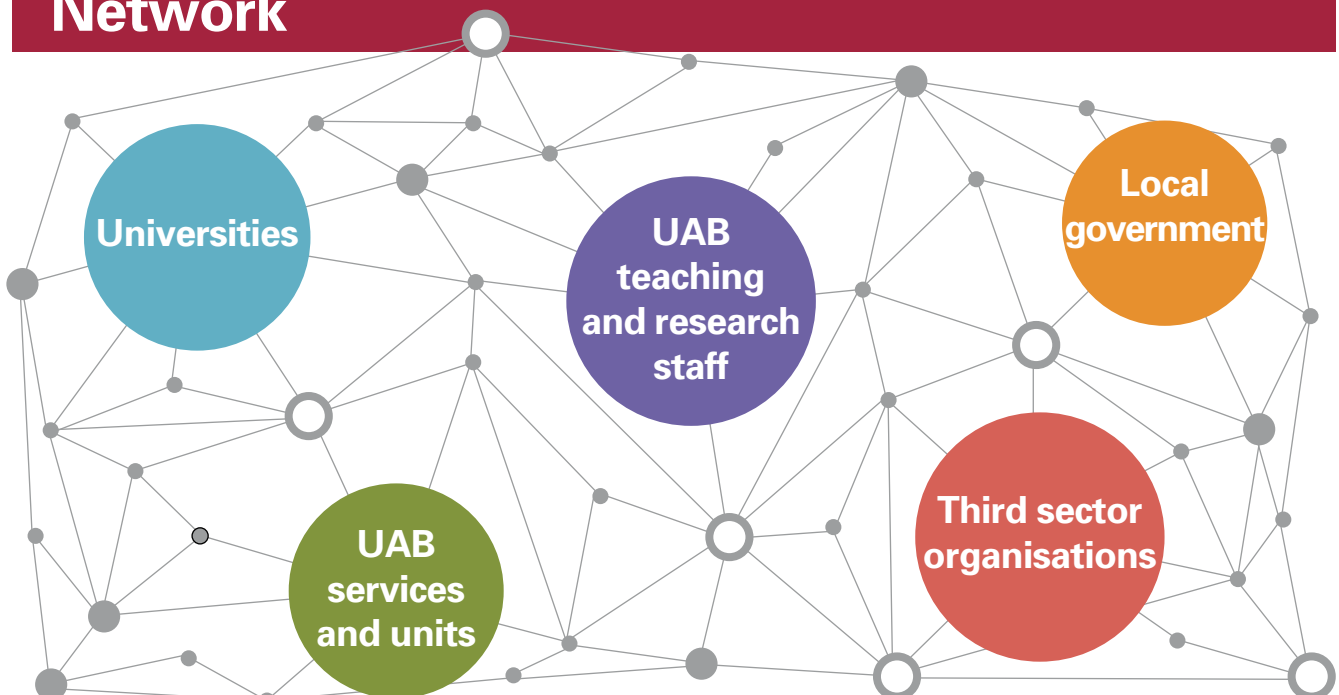 Network
Universities
UAB
teaching
and research
staff
Local
government
UAB
services
and units
Third sector
organisations